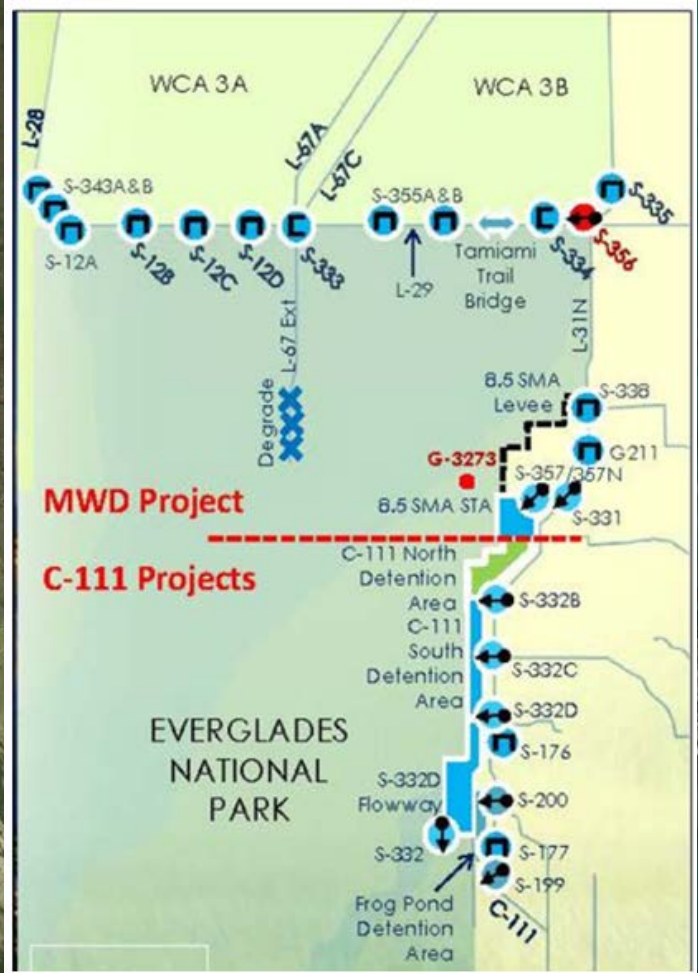 WCA 3A
WCA 3B
L-28
L-67A
L-67C
S-343A&B
S-355A&B
S-335
S-12A
S-12B
S-12C
S-12D
S-333
L-29
Tamiami
Trail
Bridge
S-334
S-356
L-67 Ext
L-31N
Degrade
8.5 SMA
Levee
S-338
G-3273
G211
S-357/357N
MWD Project
8.5 SMA STA
S-331
C-111 Projects
C-111 North
Detention
Area
C-111
South
Detention
Area
S-332B
S-332C
S-332D
S-176
EVERGLADES
NATIONAL
PARK
S-332D
Flowway
S-200
S-332
S-177
S-199
Frog Pond
Detention
Area
C-111